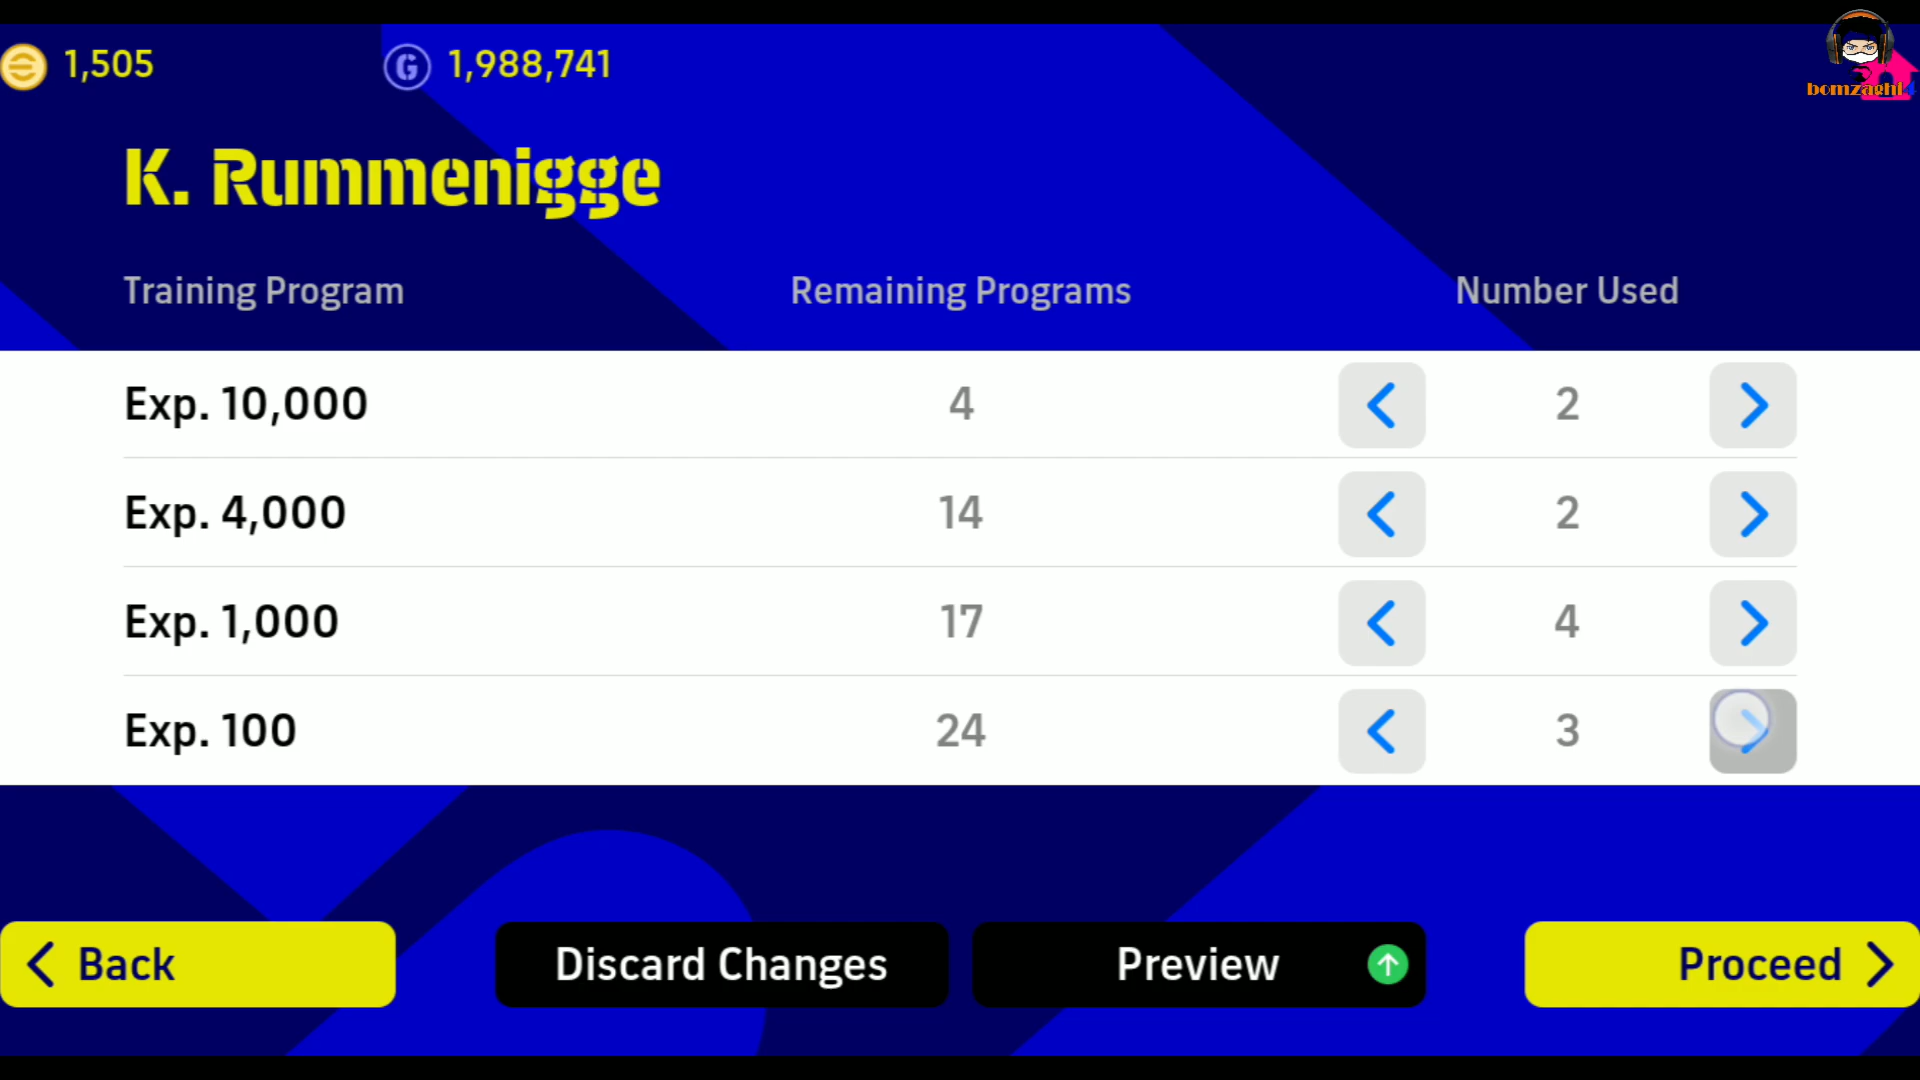 1,505
1,988,741
bomzaghi4
K. Rummenigge
Training Program Remaining Programs Number Used
Exp. 10,000 4 2
Exp. 4,000 14 2
Exp. 1,000 17 4
Exp. 100 24 3
Back Discard Changes Preview Proceed